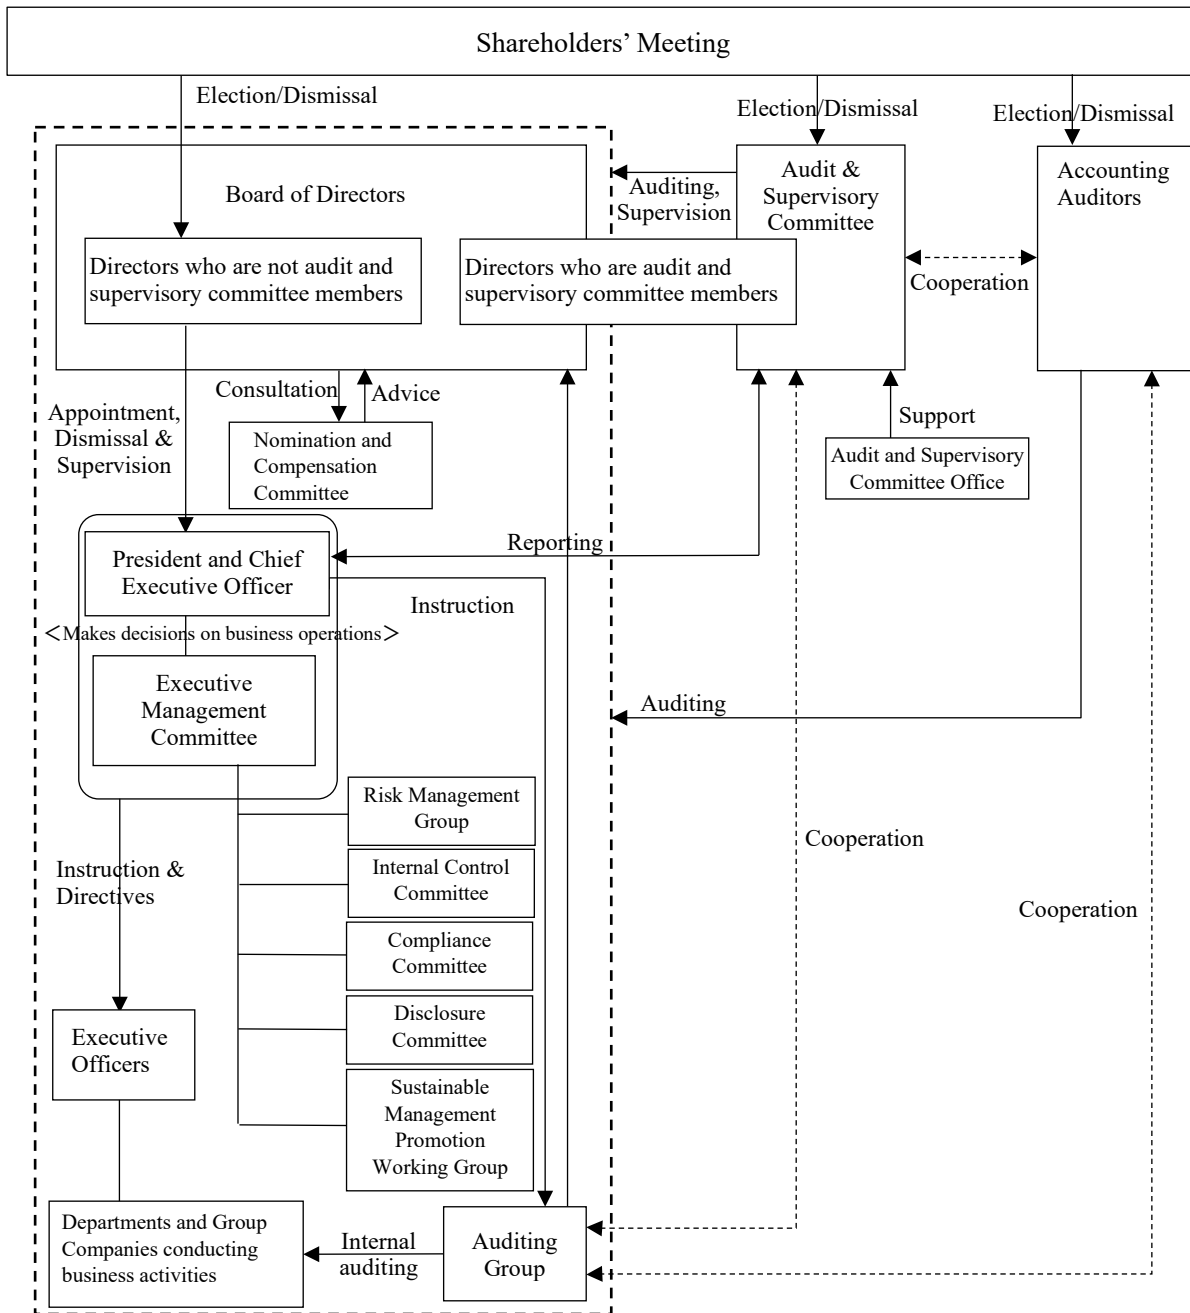 Shareholders’ Meeting
Election/Dismissal
Election/Dismissal
Election/Dismissal
Board of Directors
Auditing,
Supervision
Audit &
Supervisory
Committee
Accounting
Auditors
Directors who are not audit and
supervisory committee members
Directors who are audit and
supervisory committee members
Cooperation
Consultation
Advice
Appointment,
Dismissal &
Supervision
Nomination and
Compensation
Committee
Support
Audit and Supervisory
Committee Office
Reporting
President and Chief
Executive Officer
Instruction
＜Makes decisions on business operations＞
Executive
Management
Committee
Auditing
Risk Management
Group
Cooperation
Instruction &
Directives
Internal Control
Committee
Cooperation
Compliance
Committee
Disclosure
Committee
Executive
Officers
Sustainable
Management
Promotion
Working Group
Departments and Group
Companies conducting
business activities
Internal
auditing
Auditing
Group